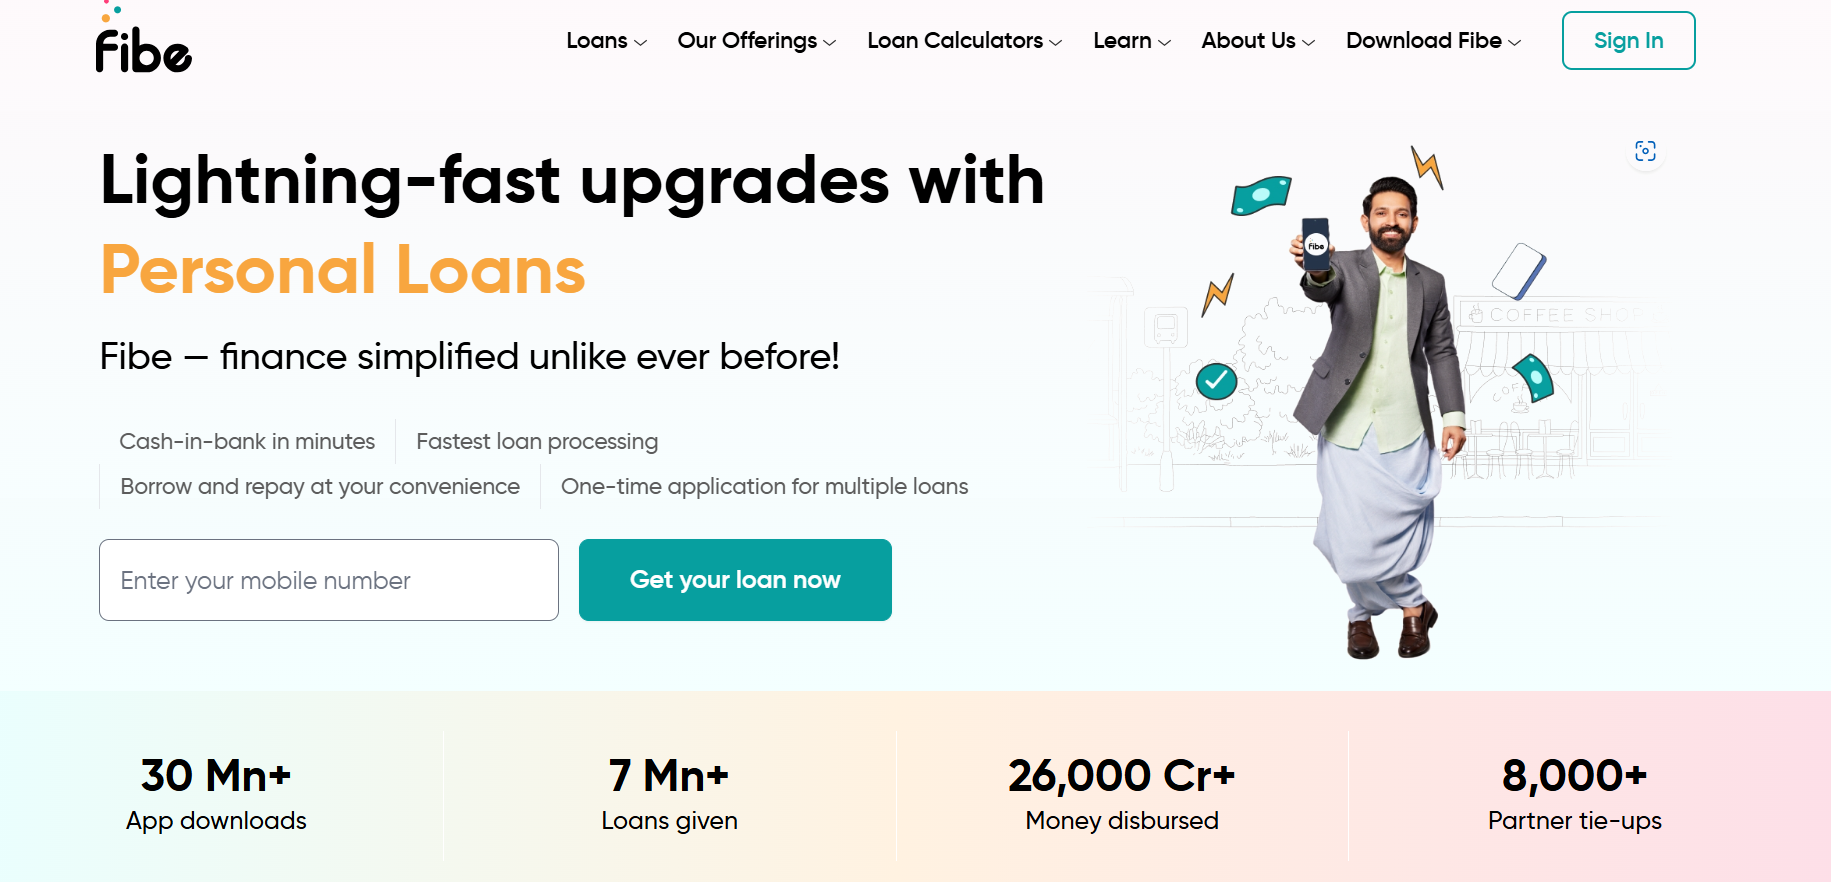 fibe
Loans
Our Offerings
Loan Calculators
Learn
About Us
Download Fibe
Sign In
Lightning-fast upgrades with
Personal Loans
Fibe — finance simplified unlike ever before!
Cash-in-bank in minutes
Fastest loan processing
Borrow and repay at your convenience
One-time application for multiple loans
Enter your mobile number
Get your loan now
fibe
COFFEE SHOP
30 Mn+
App downloads
7 Mn+
Loans given
26,000 Cr+
Money disbursed
8,000+
Partner tie-ups